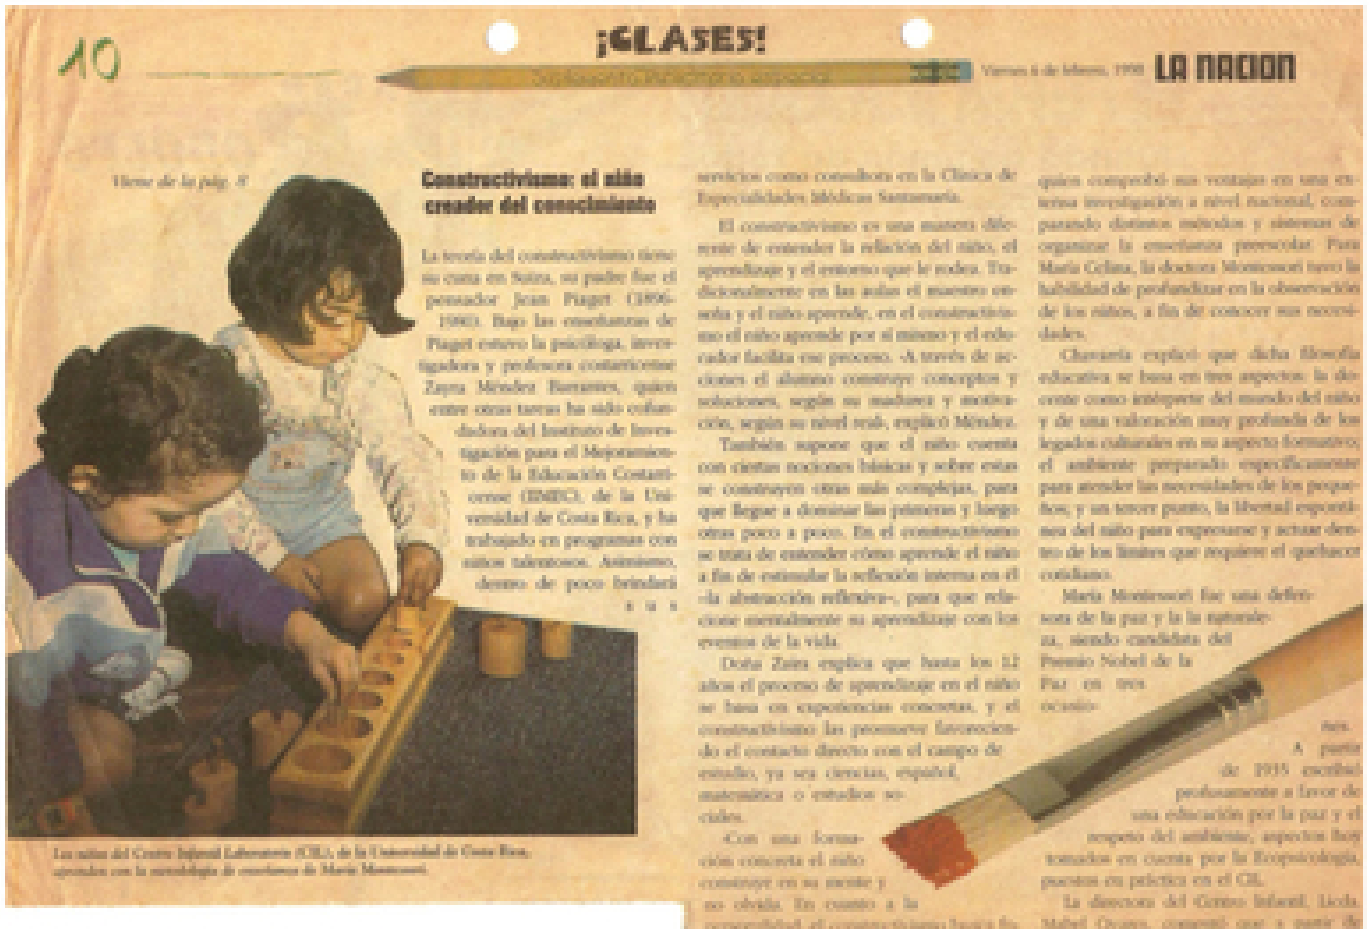 10
¡CLASES!
Suplemento Publicitario especial
Viernes 6 de febrero, 1998
LA NACION
Viene de la pág. 8
Constructivismo: el niño
creador del conocimiento
La teoría del constructivismo tiene
su cuna en Suiza, su padre fue el
pensador Jean Piaget (1896-
1980). Bajo las enseñanzas de
Piaget estuvo la psicóloga, inves-
tigadora y profesora costarricense
Zayra Méndez Barrantes, quien
entre otras tareas ha sido cofun-
dadora del Instituto de Inves-
tigación para el Mejoramien-
to de la Educación Costarri-
cense (IIMEC), de la Uni-
versidad de Costa Rica, y ha
trabajado en programas con
niños talentosos. Asimismo,
dentro de poco brindará
sus
Los niños del Centro Infantil Laboratorio (CIL), de la Universidad de Costa Rica,
aprenden con la metodología de enseñanza de María Montessori.
servicios como consultora en la Clínica de
Especialidades Médicas Santamaría.
El constructivismo es una manera dife-
rente de entender la relación del niño, el
aprendizaje y el entorno que le rodea. Tra-
dicionalmente en las aulas el maestro en-
seña y el niño aprende, en el constructivis-
mo el niño aprende por sí mismo y el edu-
cador facilita ese proceso. «A través de ac-
ciones el alumno construye conceptos y
soluciones, según su madurez y motiva-
ción, según su nivel real», explicó Méndez.
También supone que el niño cuenta
con ciertas nociones básicas y sobre estas
se construyen otras más complejas, para
que llegue a dominar las primeras y luego
otras poco a poco. En el constructivismo
se trata de entender cómo aprende el niño
a fin de estimular la reflexión interna en él
«la abstracción reflexiva», para que rela-
cione mentalmente su aprendizaje con los
eventos de la vida.
Doña Zaira explica que hasta los 12
años el proceso de aprendizaje en el niño
se basa en experiencias concretas, y el
constructivismo las promueve favorecien-
do el contacto directo con el campo de
estudio, ya sea ciencias, español,
matemática o estudios so-
ciales.
«Con una forma-
ción concreta el niño
construye en su mente y
no olvida. En cuanto a la
personalidad, el constructivismo busca
quien comprobó sus ventajas en una ex-
tensa investigación a nivel nacional, com-
parando distintos métodos y sistemas de
organizar la enseñanza preescolar. Para
María Celina, la doctora Montessori tuvo la
habilidad de profundizar en la observación
de los niños, a fin de conocer sus necesi-
dades.
Chavarría explicó que dicha filosofía
educativa se basa en tres aspectos: la do-
cente como intérprete del mundo del niño
y de una valoración muy profunda de los
legados culturales en su aspecto formativo;
el ambiente preparado específicamente
para atender las necesidades de los peque-
ños; y un tercer punto, la libertad espontá-
nea del niño para expresarse y actuar den-
tro de los límites que requiere el quehacer
cotidiano.
María Montessori fue una defen-
sora de la paz y la la naturale-
za, siendo candidata del
Premio Nobel de la
Paz en tres
ocasio-
nes.
A partir
de 1935 escribió
profusamente a favor de
una educación por la paz y el
respeto del ambiente, aspectos hoy
tomados en cuenta por la Ecopsicología,
puestos en práctica en el CIL.
La directora del Centro Infantil, Licda.
Mabel comentó que a partir de